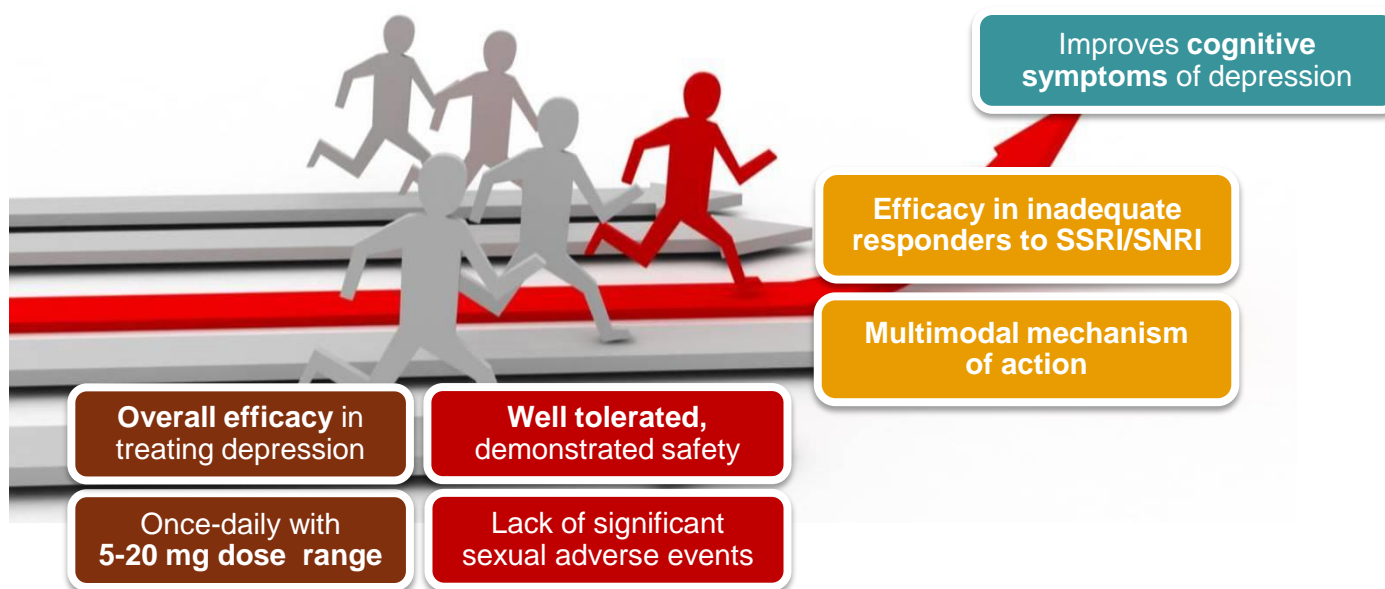 Improves cognitive
symptoms of depression
Efficacy in inadequate
responders to SSRI/SNRI
Multimodal mechanism
of action
Overall efficacy in
treating depression
Well tolerated,
demonstrated safety
Once-daily with
5-20 mg dose range
Lack of significant
sexual adverse events